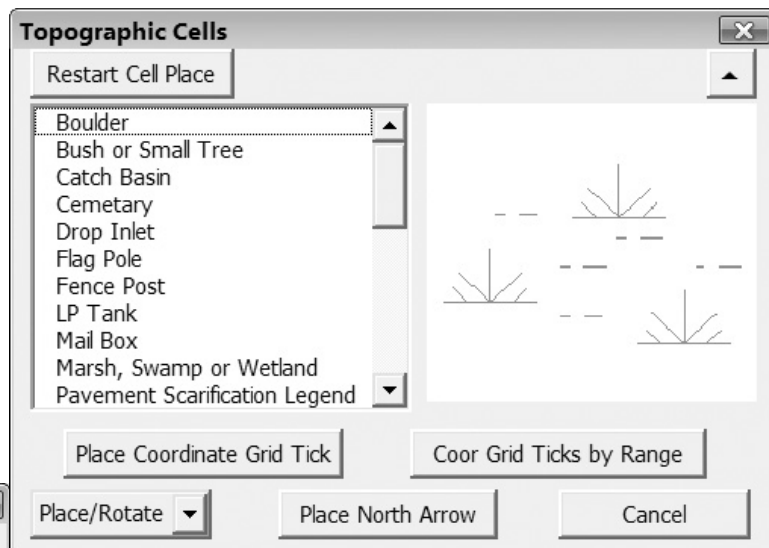 Topographic Cells
Restart Cell Place
Boulder
Bush or Small Tree
Catch Basin
Cemetary
Drop Inlet
Flag Pole
Fence Post
LP Tank
Mail Box
Marsh, Swamp or Wetland
Pavement Scarification Legend
Place Coordinate Grid Tick
Coor Grid Ticks by Range
Place/Rotate
Place North Arrow
Cancel